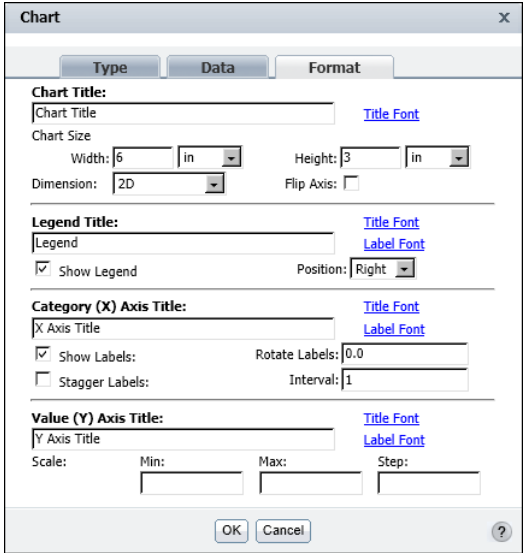 Chart x
Type Data Format
Chart Title:
Chart Title Title Font
Chart Size
Width: 6 in Height: 3 in
Dimension: 2D Flip Axis:
Legend Title: Title Font
Legend Label Font
Show Legend Position: Right
Category (X) Axis Title: Title Font
X Axis Title Label Font
Show Labels: Rotate Labels: 0.0
Stagger Labels: Interval: 1
Value (Y) Axis Title: Title Font
Y Axis Title Label Font
Scale: Min: Max: Step:
OK Cancel ?